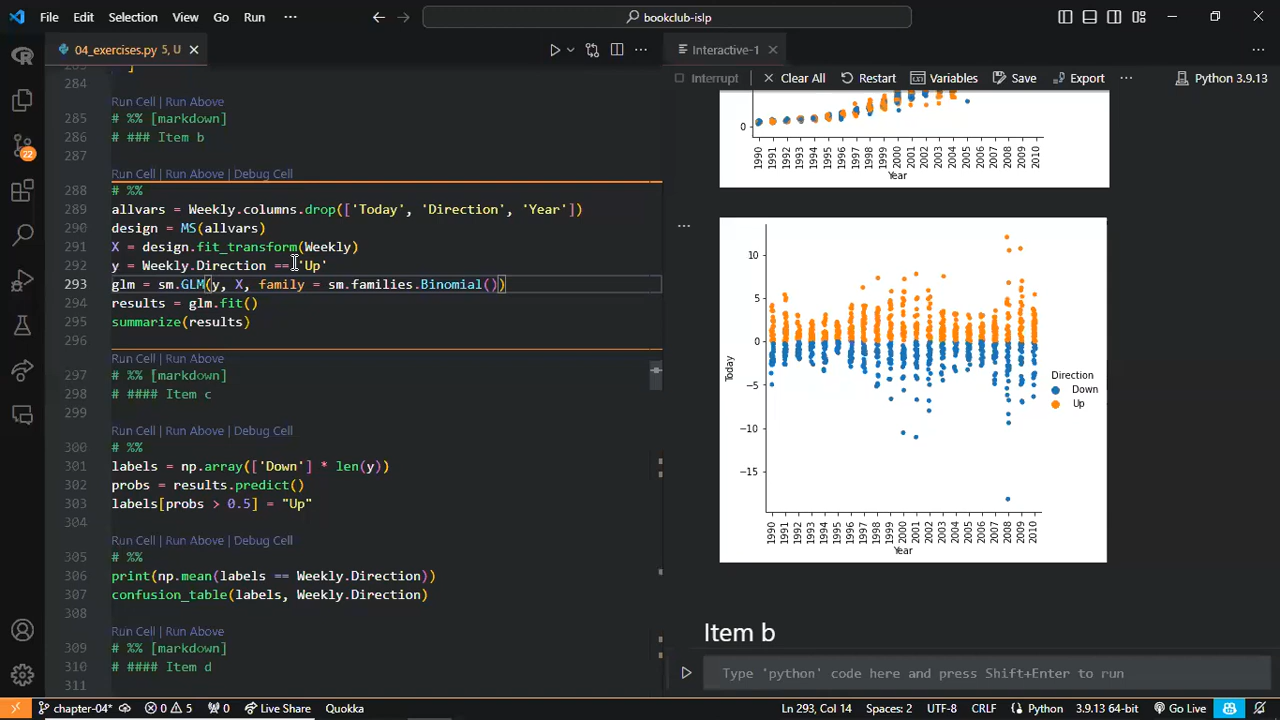 File Edit Selection View Go Run ··· bookclub-islp
04_exercises.py 5, U
Interactive-1
Interrupt Clear All Restart Variables Save Export ··· Python 3.9.13
284
Run Cell | Run Above
285 # %% [markdown]
286 # ### Item b
287
Run Cell | Run Above | Debug Cell
288 # %%
289 allvars = Weekly.columns.drop(['Today', 'Direction', 'Year'])
290 design = MS(allvars)
291 X = design.fit_transform(Weekly)
292 y = Weekly.Direction == 'Up'
293 glm = sm.GLM(y, X, family = sm.families.Binomial())
294 results = glm.fit()
295 summarize(results)
296
Run Cell | Run Above
297 # %% [markdown]
298 # #### Item c
299
Run Cell | Run Above | Debug Cell
300 # %%
301 labels = np.array(['Down'] * len(y))
302 probs = results.predict()
303 labels[probs > 0.5] = "Up"
304
Run Cell | Run Above | Debug Cell
305 # %%
306 print(np.mean(labels == Weekly.Direction))
307 confusion_table(labels, Weekly.Direction)
308
Run Cell | Run Above
309 # %% [markdown]
310 # #### Item d
311
22
0
1990 1991 1992 1993 1994 1995 1996 1997 1998 1999 2000 2001 2002 2003 2004 2005 2006 2007 2008 2009 2010
Year
10
5
0
−5
−10
−15
Today
Direction
Down
Up
1990 1991 1992 1993 1994 1995 1996 1997 1998 1999 2000 2001 2002 2003 2004 2005 2006 2007 2008 2009 2010
Year
Item b
Type 'python' code here and press Shift+Enter to run
chapter-04* 0 5 0 Live Share Quokka Ln 293, Col 14 Spaces: 2 UTF-8 CRLF Python 3.9.13 Go Live